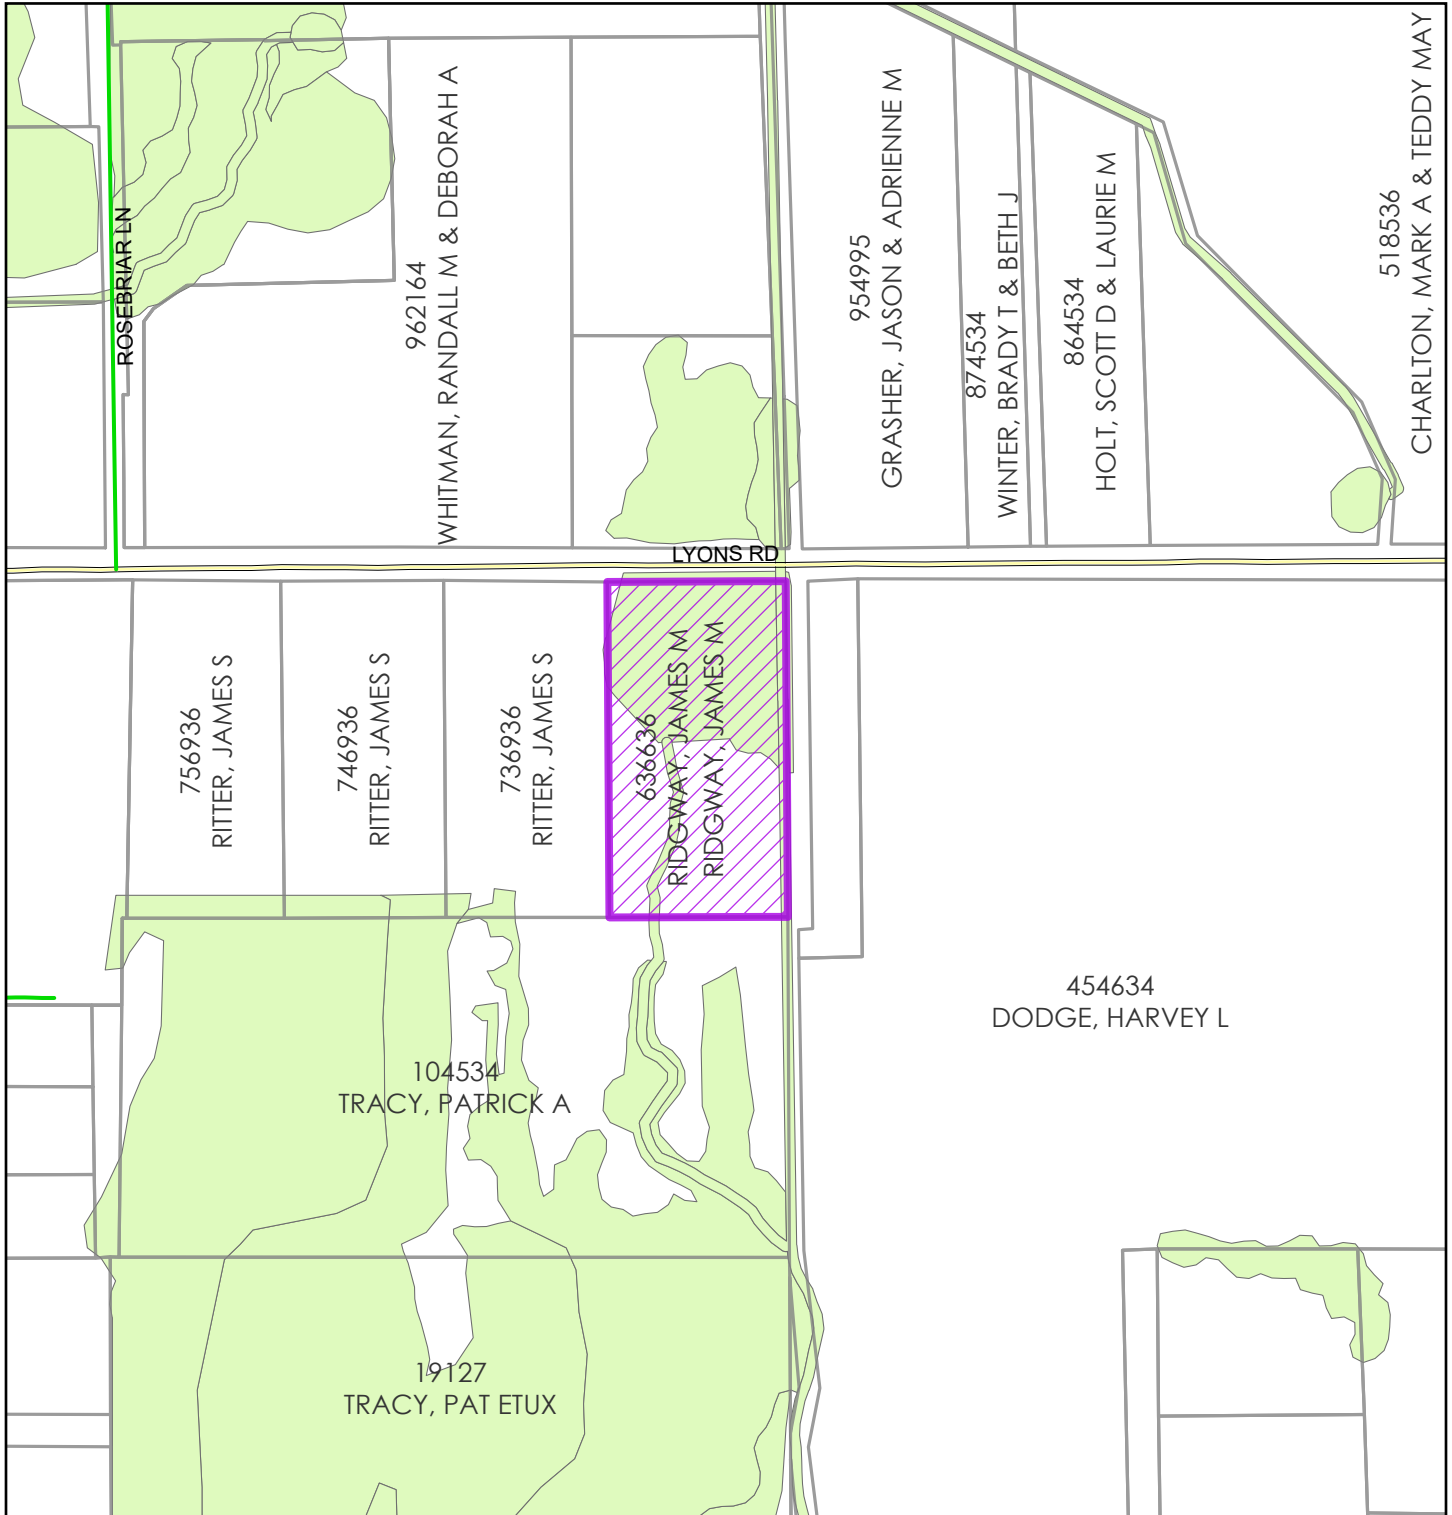 ROSEBRIAR LN
962164
WHITMAN, RANDALL M & DEBORAH A
954995
GRASHER, JASON & ADRIENNE M
874534
WINTER, BRADY T & BETH J
864534
HOLT, SCOTT D & LAURIE M
518536
CHARLTON, MARK A & TEDDY MAY
LYONS RD
756936
RITTER, JAMES S
746936
RITTER, JAMES S
736936
RITTER, JAMES S
636636
RIDGWAY, JAMES M
RIDGWAY, JAMES M
454634
DODGE, HARVEY L
104534
TRACY, PATRICK A
19127
TRACY, PAT ETUX